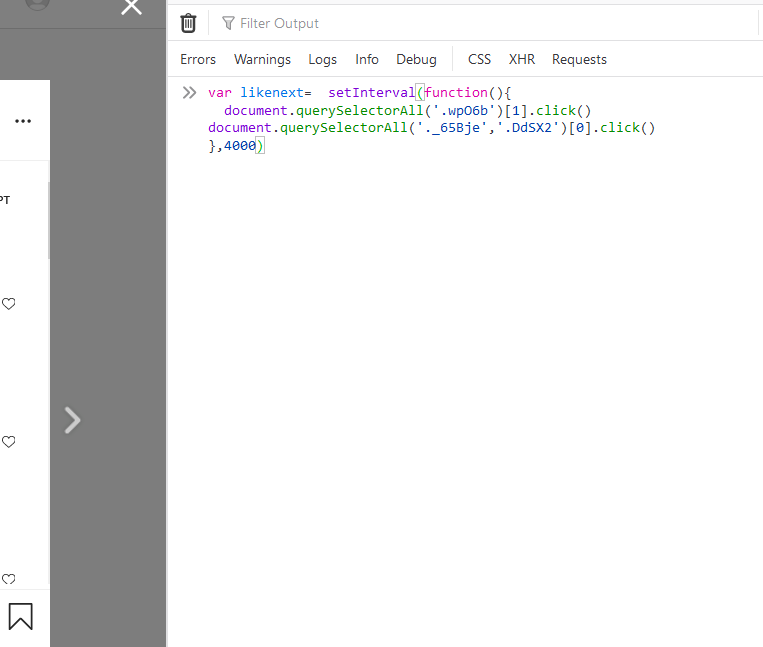 Filter Output
Errors Warnings Logs Info Debug CSS XHR Requests
var likenext=  setInterval(function(){
  document.querySelectorAll('.wpO6b')[1].click()
document.querySelectorAll('._65Bje','.DdSX2')[0].click()
},4000)
PT